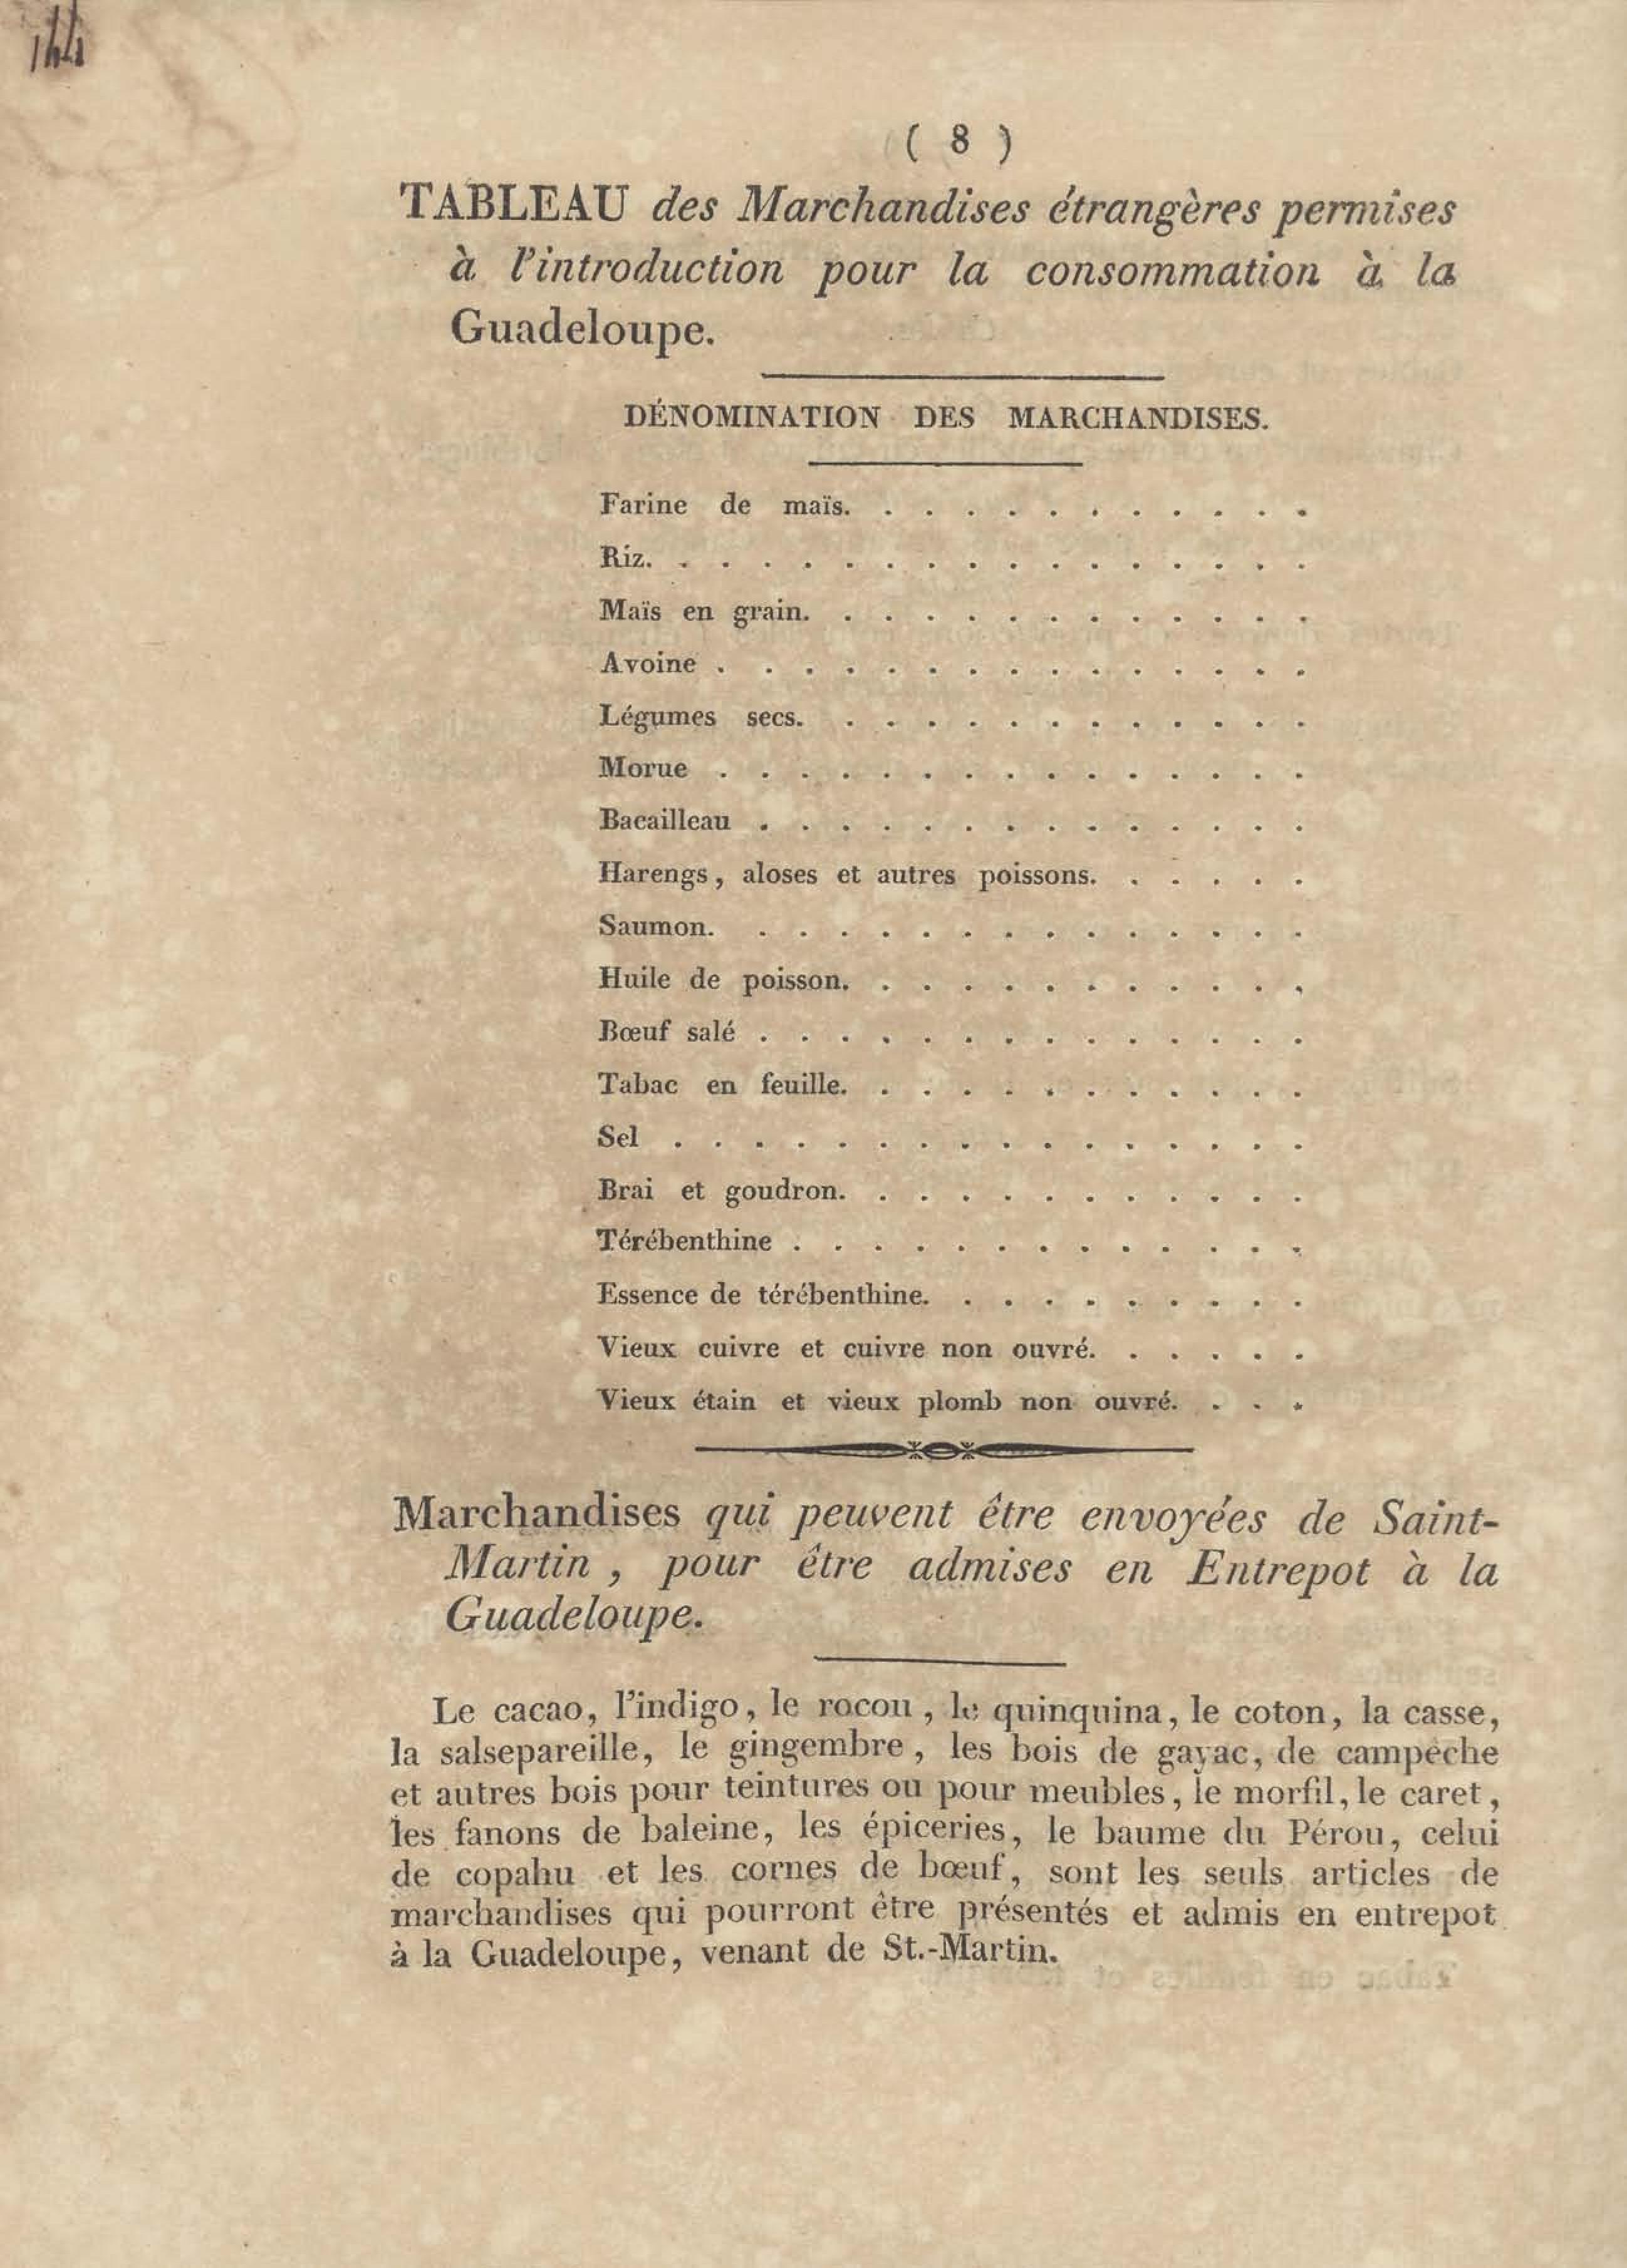 144
( 8 )
TABLEAU des Marchandises étrangères permises
à l'introduction pour la consommation à la
Guadeloupe.
DÉNOMINATION DES MARCHANDISES.
Farine de maïs. . . . . . . . . . . .
Riz. . . . . . . . . . . . . . . . .
Maïs en grain. . . . . . . . . . . . .
Avoine . . . . . . . . . . . . . . .
Légumes secs. . . . . . . . . . . . .
Morue . . . . . . . . . . . . . . .
Bacailleau . . . . . . . . . . . . . .
Harengs, aloses et autres poissons. . . . . .
Saumon. . . . . . . . . . . . . . .
Huile de poisson. . . . . . . . . . . .
Bœuf salé . . . . . . . . . . . . . .
Tabac en feuille. . . . . . . . . . . .
Sel . . . . . . . . . . . . . . . .
Brai et goudron. . . . . . . . . . . .
Térébenthine . . . . . . . . . . . . .
Essence de térébenthine. . . . . . . . . .
Vieux cuivre et cuivre non ouvré. . . . . .
Vieux étain et vieux plomb non ouvré. . . .
Marchandises qui peuvent être envoyées de Saint-
Martin , pour être admises en Entrepot à la
Guadeloupe.
Le cacao, l'indigo, le rocou, le quinquina, le coton, la casse,
la salsepareille, le gingembre, les bois de gayac, de campêche
et autres bois pour teintures ou pour meubles, le morfil, le caret,
les fanons de baleine, les épiceries, le baume du Pérou, celui
de copahu et les cornes de bœuf, sont les seuls articles de
marchandises qui pourront être présentés et admis en entrepot
à la Guadeloupe, venant de St.-Martin.